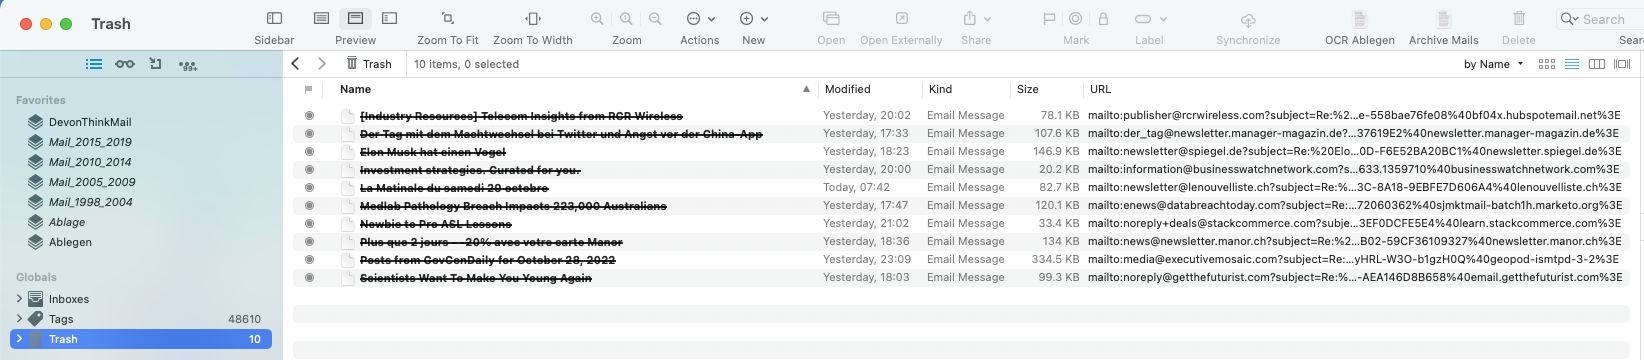 Trash
Search
Sidebar Preview Zoom To Fit Zoom To Width Zoom Actions New Open Open Externally Share Mark Label Synchronize OCR Ablegen Archive Mails Delete Sear
99+
Trash 10 items, 0 selected by Name
Name Modified Kind Size URL
Favorites
DevonThinkMail
Mail_2015_2019
Mail_2010_2014
Mail_2005_2009
Mail_1998_2004
Ablage
Ablegen
Globals
Inboxes
Tags 48610
Trash 10
[Industry Resources] Telecom Insights from RCR Wireless Yesterday, 20:02 Email Message 78.1 KB mailto:publisher@rcrwireless.com?subject=Re:%2...e-558bae76fe08%40bf04x.hubspotemail.net%3E
Der Tag mit dem Machtwechsel bei Twitter und Angst vor der China-App Yesterday, 17:33 Email Message 107.6 KB mailto:der_tag@newsletter.manager-magazin.de?...37619E2%40newsletter.manager-magazin.de%3E
Elon Musk hat einen Vogel Yesterday, 18:23 Email Message 146.9 KB mailto:newsletter@spiegel.de?subject=Re:%20Elo...0D-F6E52BA20BC1%40newsletter.spiegel.de%3E
Investment strategies. Curated for you. Yesterday, 20:00 Email Message 20.2 KB mailto:information@businesswatchnetwork.com?s...633.1359710%40businesswatchnetwork.com%3E
La Matinale du samedi 29 octobre Today, 07:42 Email Message 82.7 KB mailto:newsletter@lenouvelliste.ch?subject=Re:%...3C-8A18-9EBFE7D606A4%40lenouvelliste.ch%3E
Medlab Pathology Breach Impacts 223,000 Australians Yesterday, 17:47 Email Message 120.1 KB mailto:enews@databreachtoday.com?subject=Re:...72060362%40sjmktmail-batch1h.marketo.org%3E
Newbie to Pro ASL Lessons Yesterday, 21:02 Email Message 33.4 KB mailto:noreply+deals@stackcommerce.com?subje...3EF0DCFE5E4%40learn.stackcommerce.com%3E
Plus que 2 jours – -20% avec votre carte Manor Yesterday, 18:36 Email Message 134 KB mailto:news@newsletter.manor.ch?subject=Re:%2...B02-59CF36109327%40newsletter.manor.ch%3E
Posts from GovConDaily for October 28, 2022 Yesterday, 23:09 Email Message 334.5 KB mailto:media@executivemosaic.com?subject=Re:...yHRL-W3O-b1gzH0Q%40geopod-ismtpd-3-2%3E
Scientists Want To Make You Young Again Yesterday, 18:03 Email Message 99.3 KB mailto:noreply@getthefuturist.com?subject=Re:%...-AEA146D8B658%40email.getthefuturist.com%3E